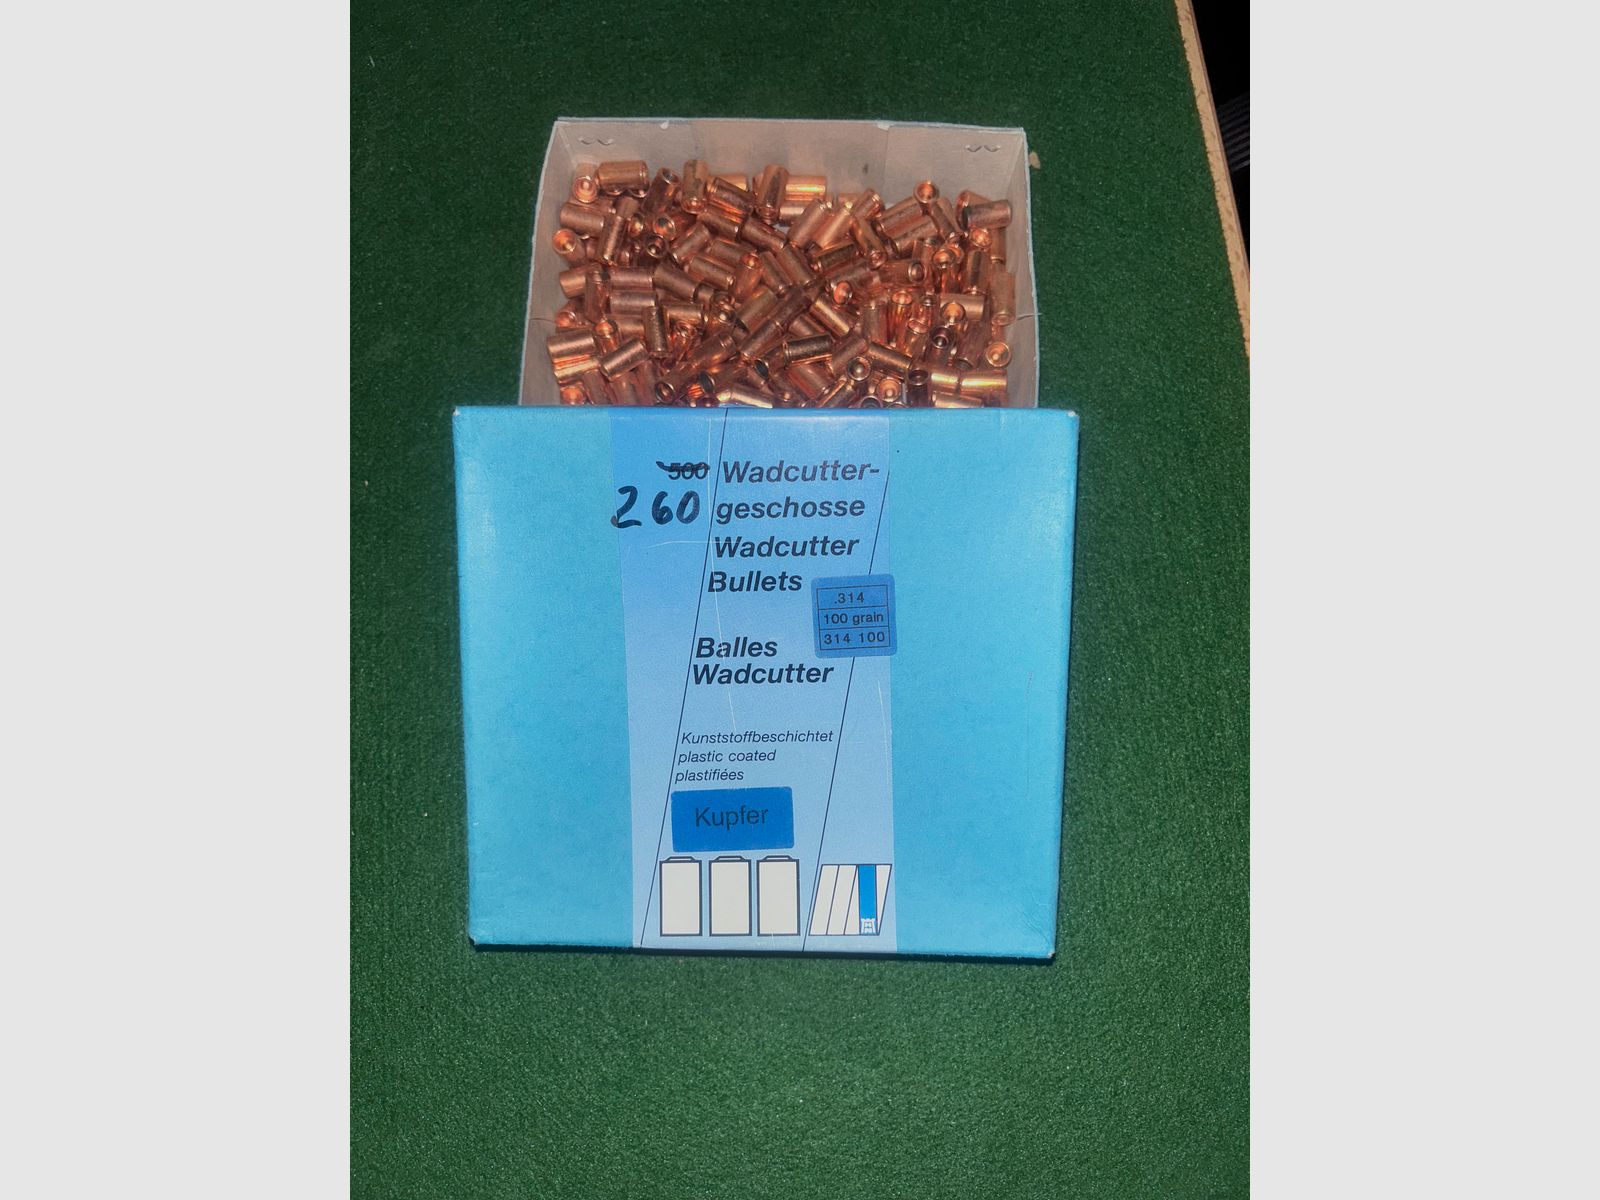 500 Wadcutter-
260 geschosse
Wadcutter
Bullets
.314
100 grain
314 100
Balles
Wadcutter
Kunststoffbeschichtet
plastic coated
plastifiées
Kupfer